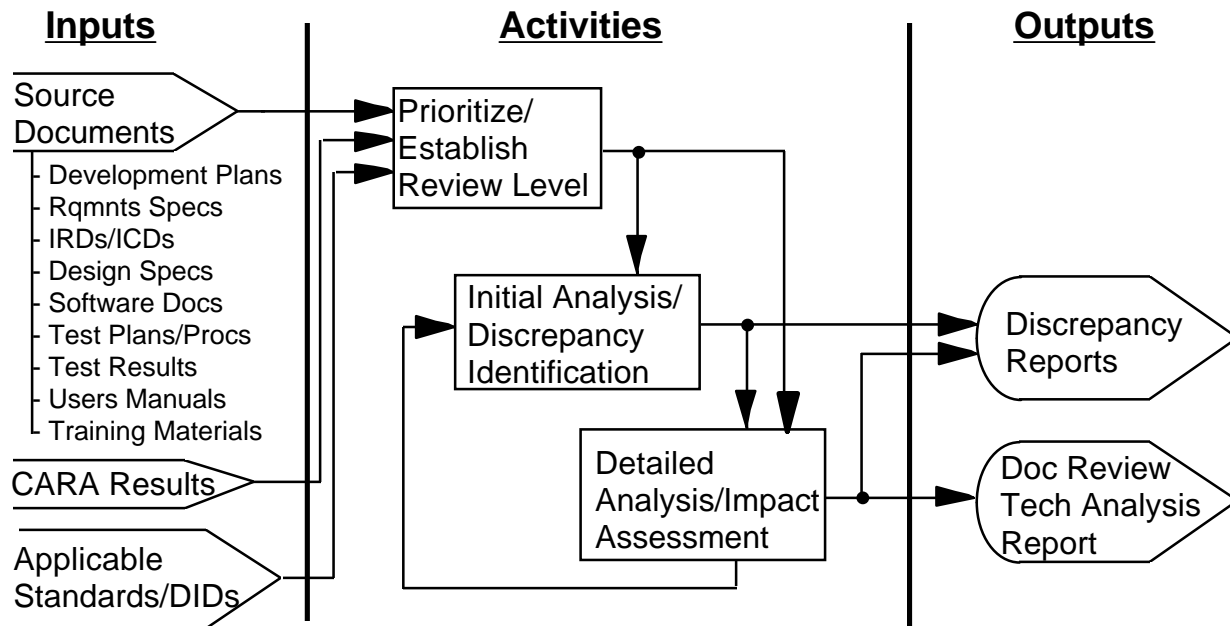 Inputs
Activities
Outputs
Source
Documents
- Development Plans
- Rqmnts Specs
- IRDs/ICDs
- Design Specs
- Software Docs
- Test Plans/Procs
- Test Results
- Users Manuals
- Training Materials
CARA Results
Applicable
Standards/DIDs
Prioritize/
Establish
Review Level
Initial Analysis/
Discrepancy
Identification
Detailed
Analysis/Impact
Assessment
Discrepancy
Reports
Doc Review
Tech Analysis
Report